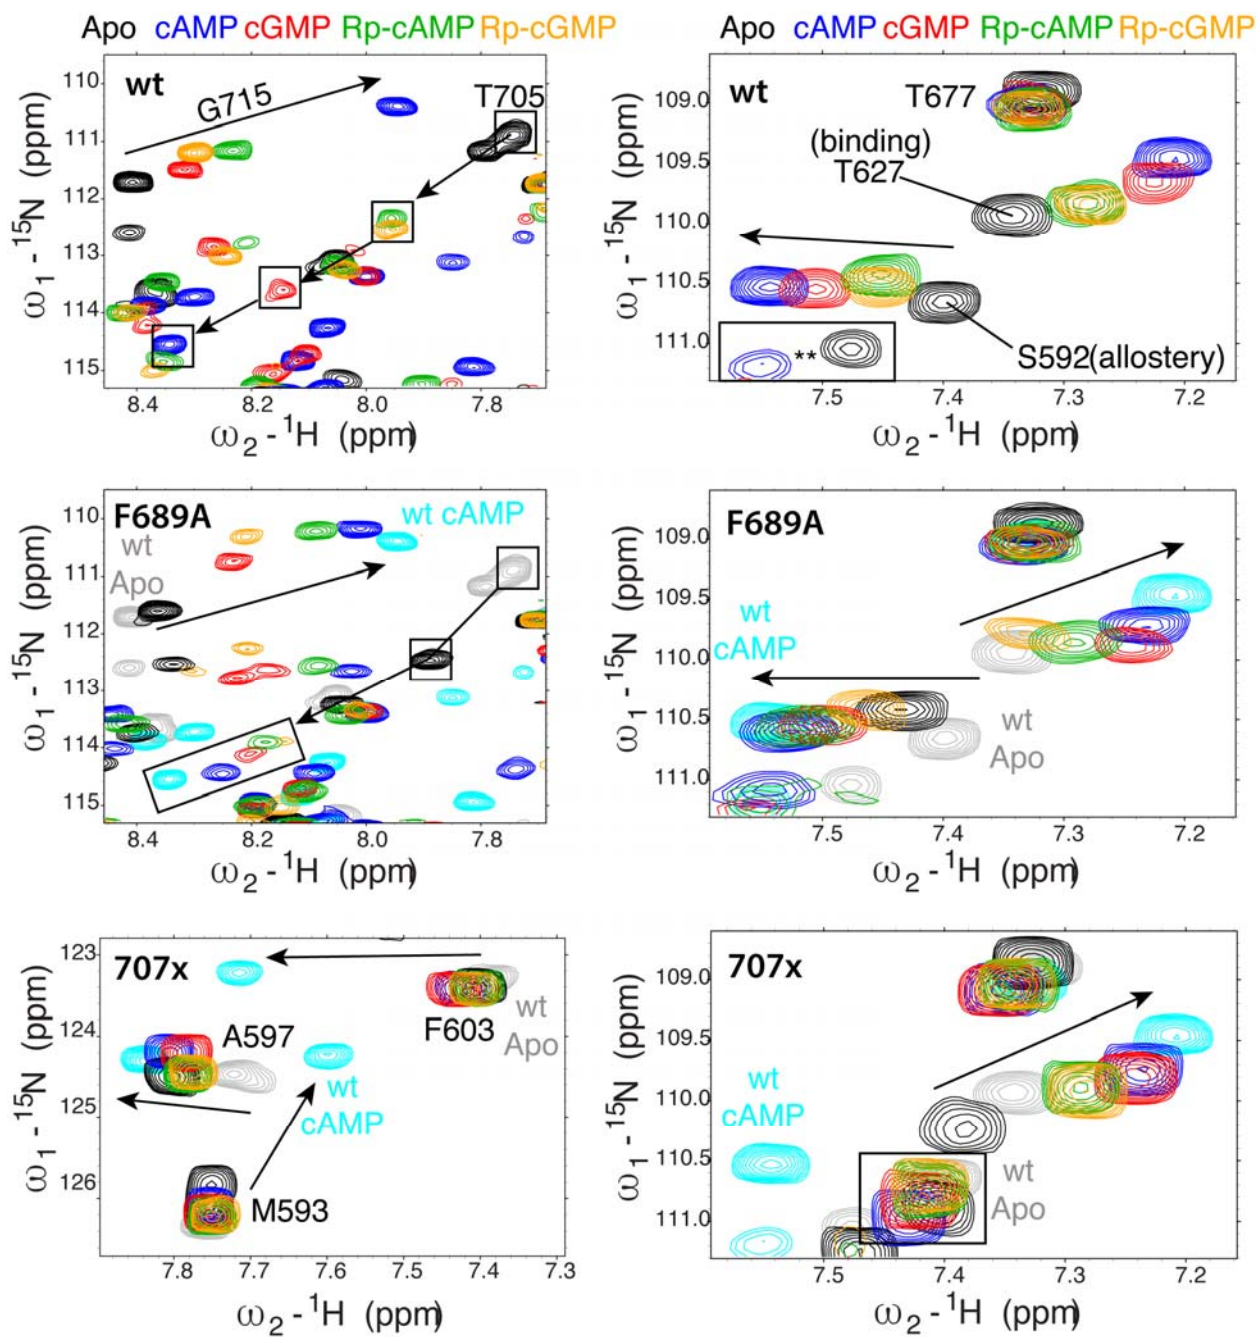 Apo cAMP cGMP Rp-cAMP Rp-cGMP
wt
G715
T705
110
111
112
113
114
115
ω1 - 15N (ppm)
8.4 8.2 8.0 7.8
ω2 - 1H (ppm)
Apo cAMP cGMP Rp-cAMP Rp-cGMP
wt
T677
(binding)
T627
S592(allostery)
**
109.0
109.5
110.0
110.5
111.0
ω1 - 15N (ppm)
7.5 7.4 7.3 7.2
ω2 - 1H (ppm)
F689A
wt
Apo
wt cAMP
110
111
112
113
114
115
ω1 - 15N (ppm)
8.4 8.2 8.0 7.8
ω2 - 1H (ppm)
F689A
wt
cAMP
wt
Apo
109.0
109.5
110.0
110.5
111.0
ω1 - 15N (ppm)
7.5 7.4 7.3 7.2
ω2 - 1H (ppm)
707x
A597
F603
wt
Apo
wt
cAMP
M593
123
124
125
126
ω1 - 15N (ppm)
7.8 7.7 7.6 7.5 7.4 7.3
ω2 - 1H (ppm)
707x
wt
cAMP
wt
Apo
109.0
109.5
110.0
110.5
111.0
ω1 - 15N (ppm)
7.5 7.4 7.3 7.2
ω2 - 1H (ppm)